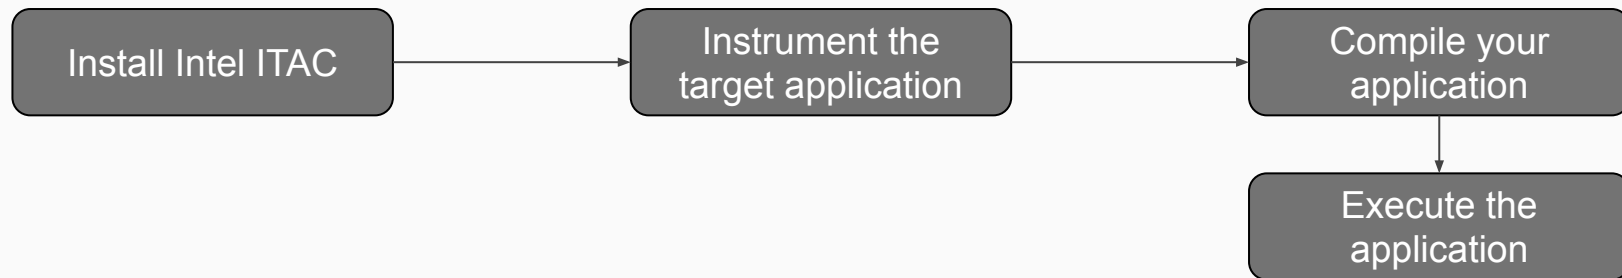 Install Intel ITAC
Instrument the
target application
Compile your
application
Execute the
application